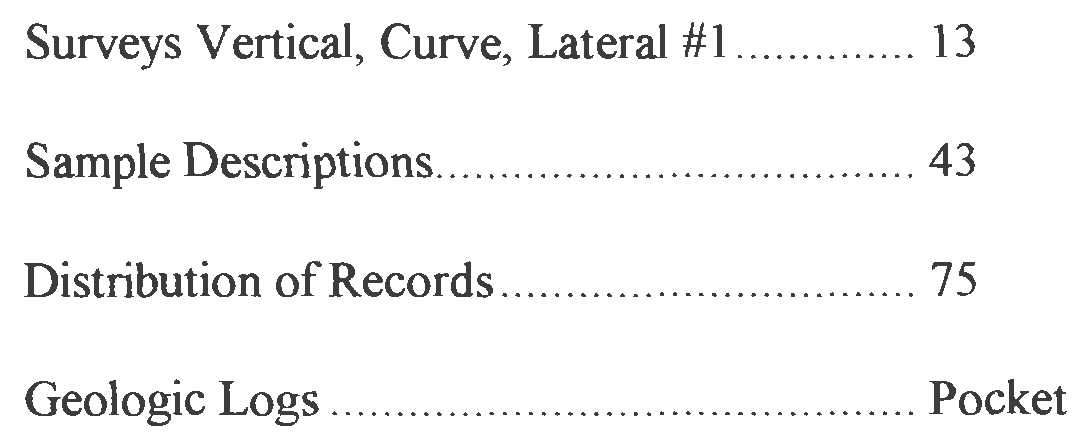 Surveys Vertical, Curve, Lateral #1.............. 13
Sample Descriptions..................................... 43
Distribution of Records................................ 75
Geologic Logs ............................................. Pocket